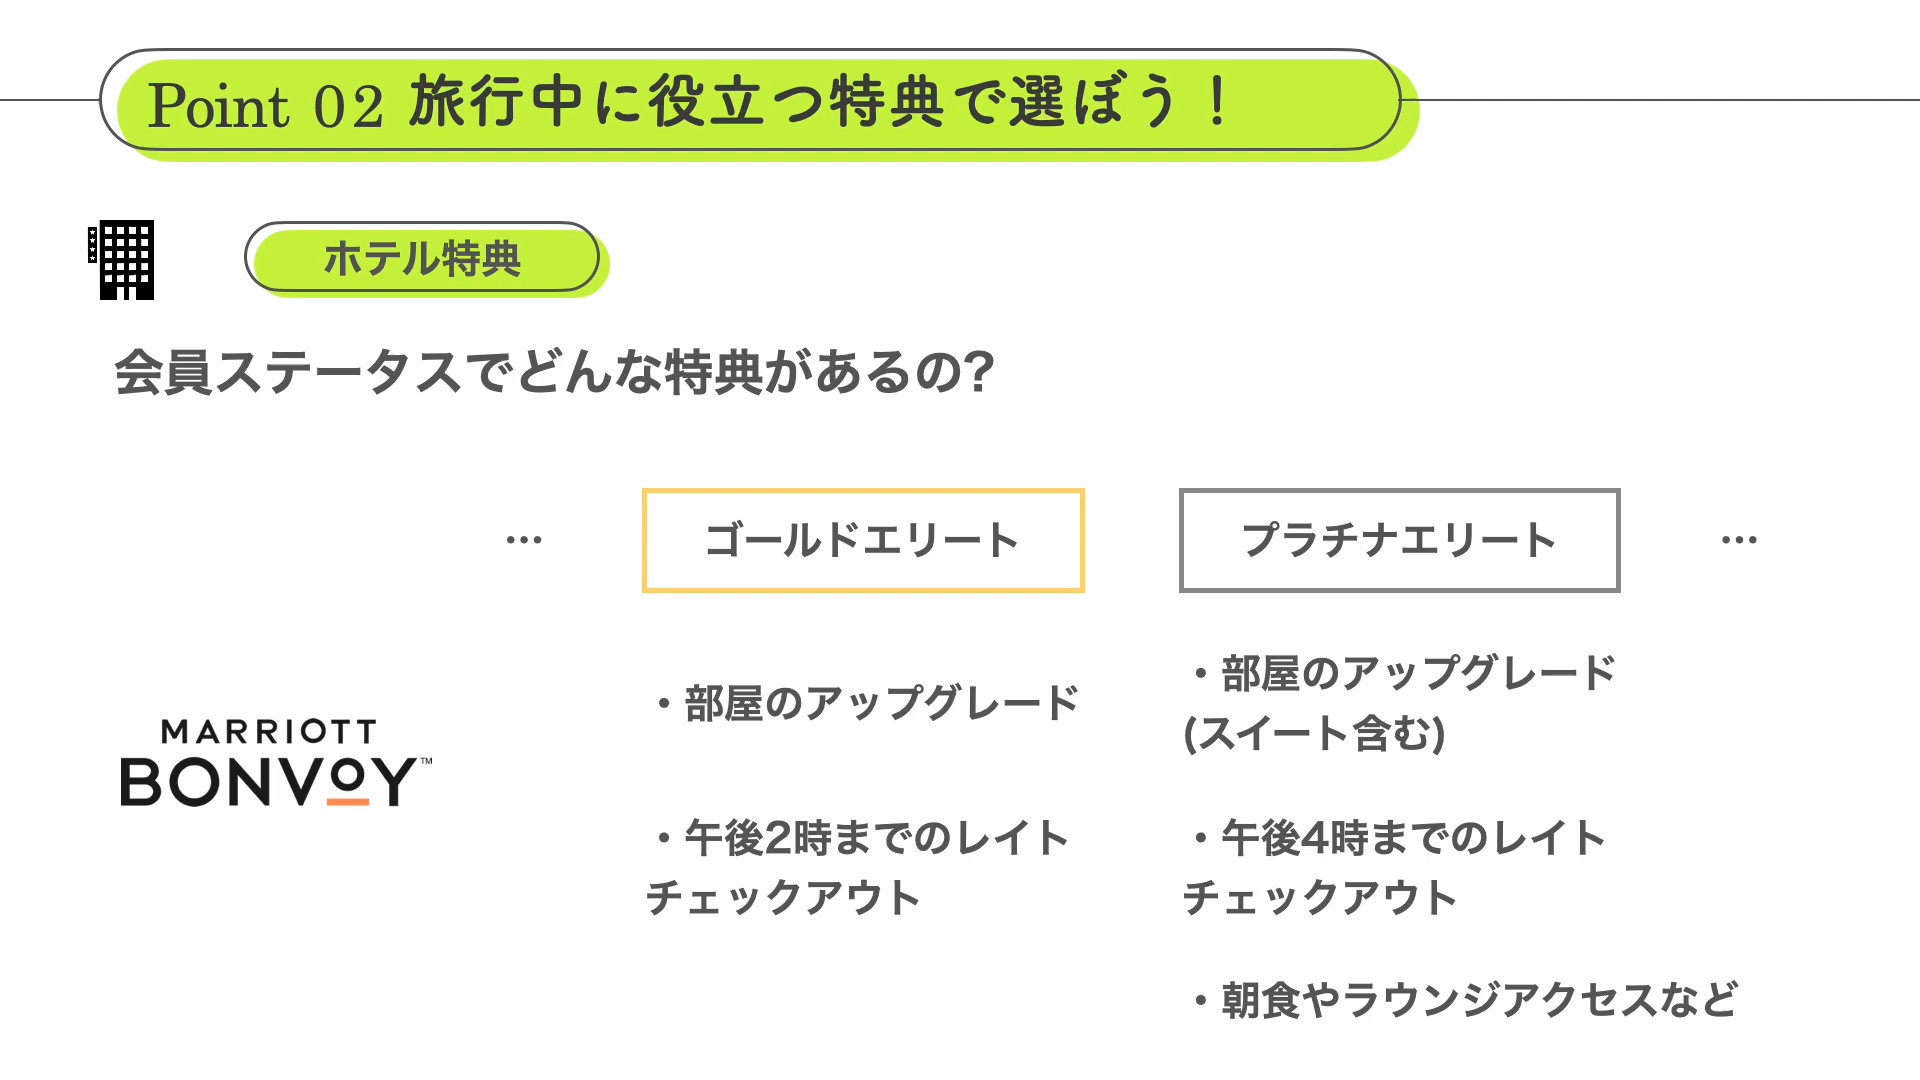 Point 02 旅行中に役立つ特典で選ぼう！
ホテル特典
会員ステータスでどんな特典があるの?
…
ゴールドエリート
プラチナエリート
…
MARRIOTT
BONVOY™
・部屋のアップグレード
・午後2時までのレイト
チェックアウト
・部屋のアップグレード
(スイート含む)
・午後4時までのレイト
チェックアウト
・朝食やラウンジアクセスなど